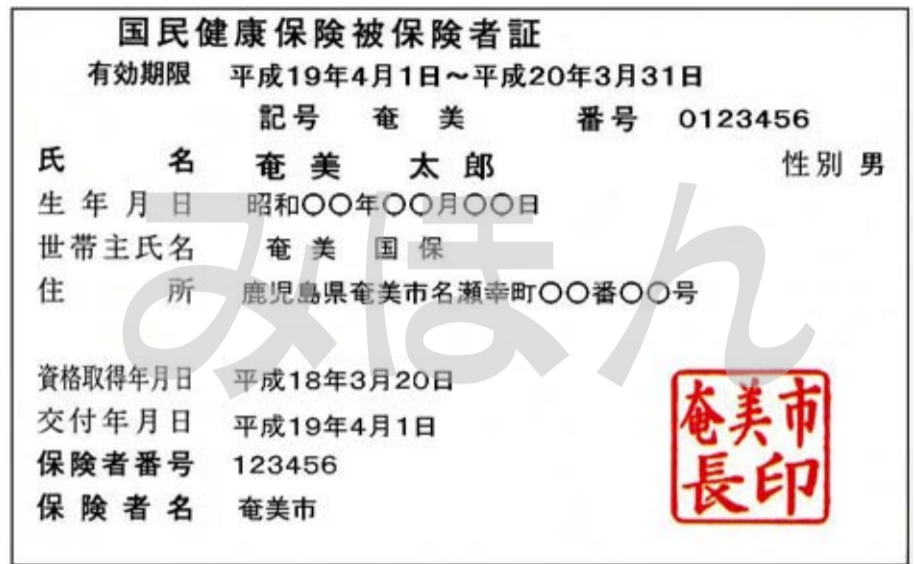 国民健康保険被保険者証
有効期限 平成19年4月1日～平成20年3月31日
記号 奄美 番号 0123456
氏名 奄美 太郎 性別 男
生年月日 昭和〇〇年〇〇月〇〇日
世帯主氏名 奄美 国保
住所 鹿児島県奄美市名瀬幸町〇〇番〇〇号
みほん
資格取得年月日 平成18年3月20日
交付年月日 平成19年4月1日
保険者番号 123456
保険者名 奄美市
奄美市
長印